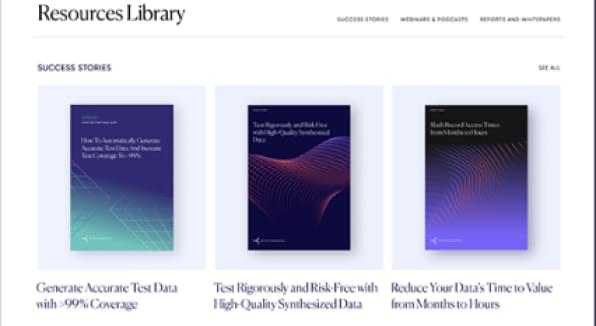 Resources Library
SUCCESS STORIES
WEBINARS & PODCASTS
REPORTS AND WHITEPAPERS
SUCCESS STORIES
SEE ALL
How To Automatically Generate
Accurate Test Data And Increase
Test Coverage To >99%
Test Rigorously and Risk-Free
with High-Quality Synthesized
Data
Slash Record Access Times
from Months to Hours
Generate Accurate Test Data
with >99% Coverage
Test Rigorously and Risk-Free with
High-Quality Synthesized Data
Reduce Your Data's Time to Value
from Months to Hours